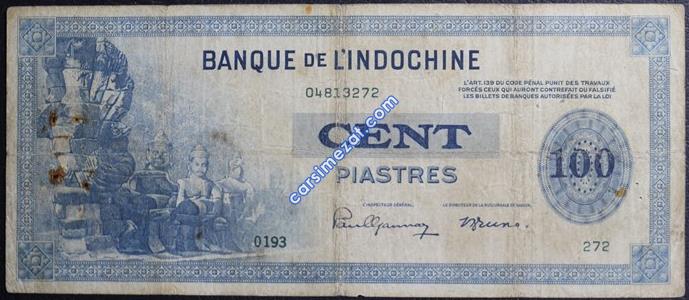 BANQUE DE L'INDOCHINE
04813272
L'ART. 139 DU CODE PÉNAL PUNIT DES TRAVAUX
FORCÉS CEUX QUI AURONT CONTREFAIT OU FALSIFIÉ
LES BILLETS DE BANQUES AUTORISÉES PAR LA LOI
CENT
100
PIASTRES
carsimezat.com
L'INSPECTEUR GÉNÉRAL,
LE DIRECTEUR DE LA SUCCURSALE DE SAIGON,
0193
272